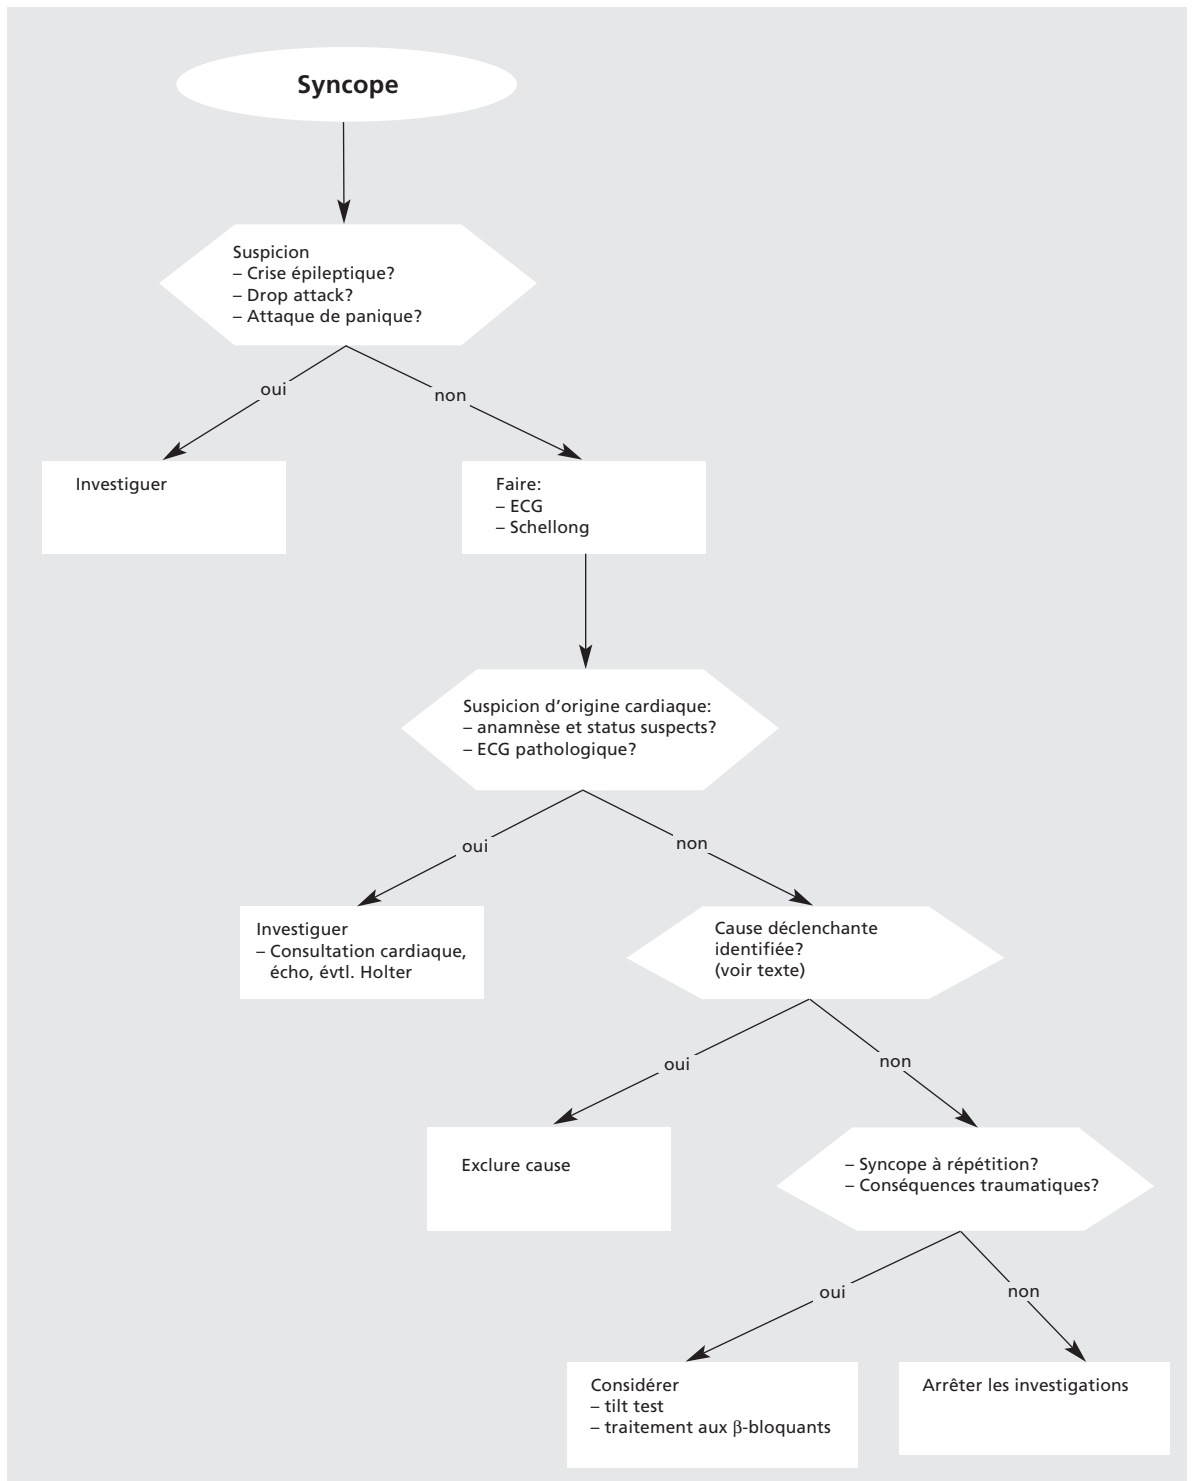 Syncope
Suspicion
– Crise épileptique?
– Drop attack?
– Attaque de panique?
oui
non
Investiguer
Faire:
– ECG
– Schellong
Suspicion d'origine cardiaque:
– anamnèse et status suspects?
– ECG pathologique?
oui
non
Investiguer
– Consultation cardiaque,
écho, évtl. Holter
Cause déclenchante
identifiée?
(voir texte)
oui
non
Exclure cause
– Syncope à répétition?
– Conséquences traumatiques?
oui
non
Considérer
– tilt test
– traitement aux β-bloquants
Arrêter les investigations